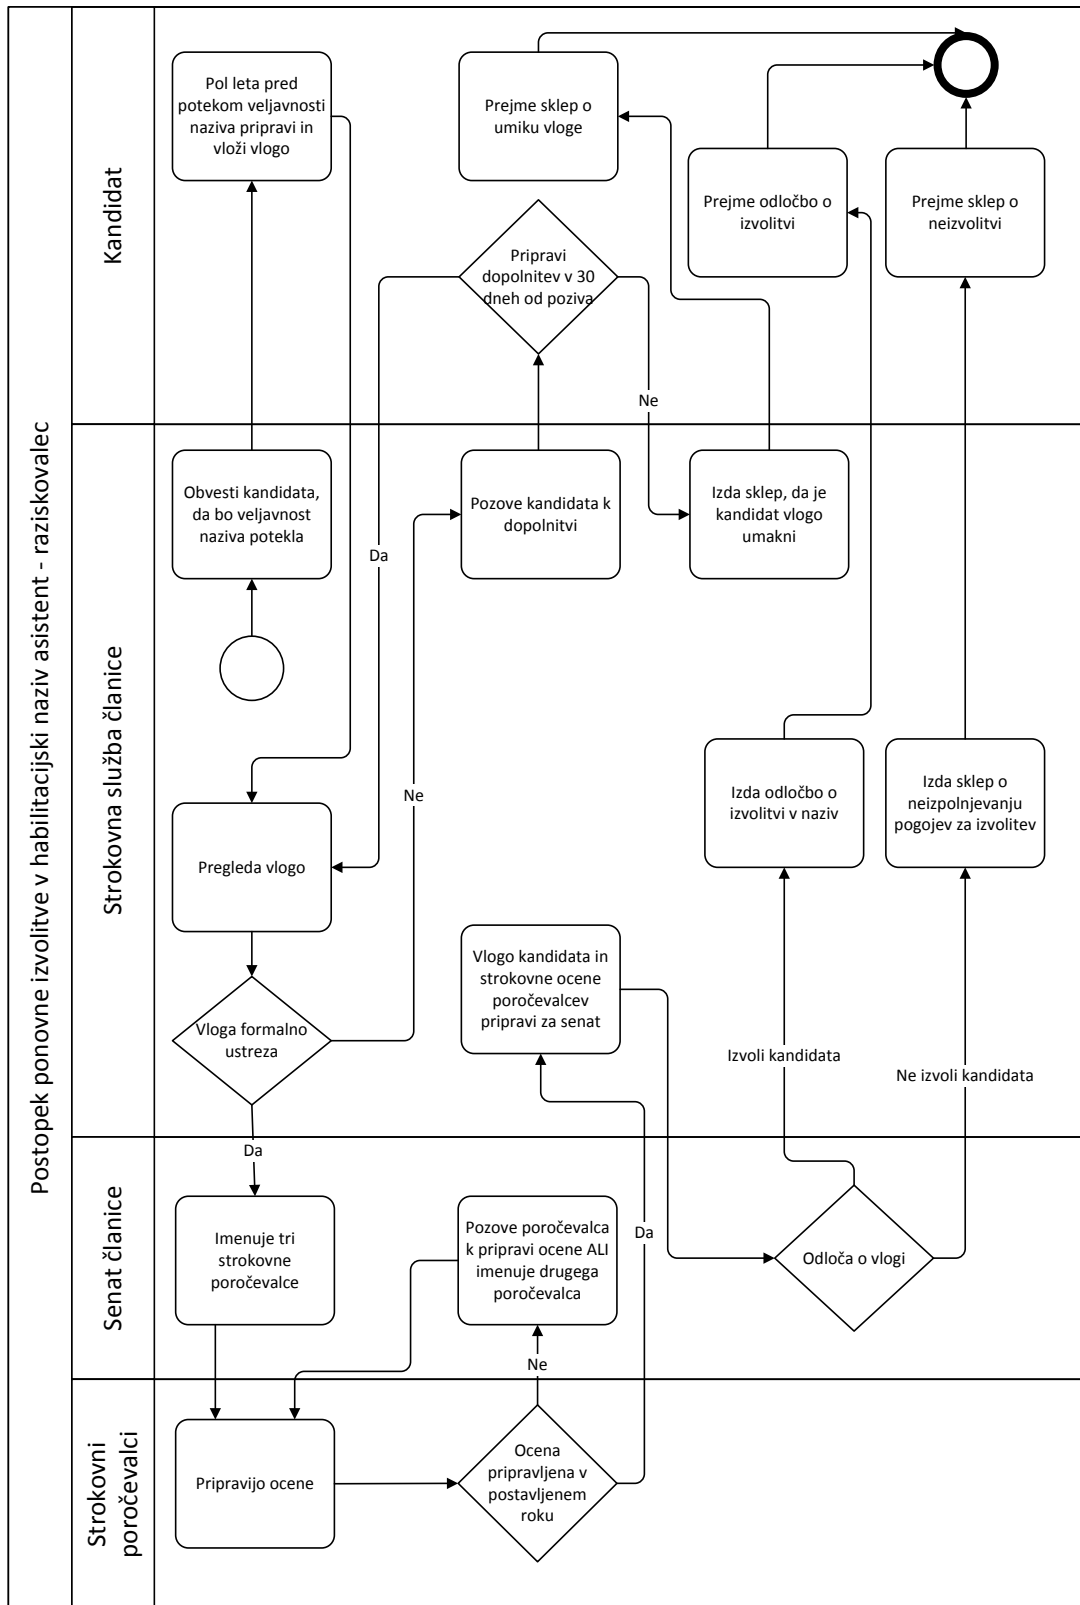 Postopek ponovne izvolitve v habilitacijski naziv asistent - raziskovalec
Kandidat
Pol leta pred
potekom veljavnosti
naziva pripravi in
vloži vlogo
Prejme sklep o
umiku vloge
Prejme odločbo o
izvolitvi
Prejme sklep o
neizvolitvi
Pripravi
dopolnitev v 30
dneh od poziva
Ne
Strokovna služba članice
Obvesti kandidata,
da bo veljavnost
naziva potekla
Pozove kandidata k
dopolnitvi
Izda sklep, da je
kandidat vlogo
umakni
Da
Ne
Izda odločbo o
izvolitvi v naziv
Izda sklep o
neizpolnjevanju
pogojev za izvolitev
Pregleda vlogo
Vlogo kandidata in
strokovne ocene
poročevalcev
pripravi za senat
Vloga formalno
ustreza
Izvoli kandidata
Ne izvoli kandidata
Da
Senat članice
Imenuje tri
strokovne
poročevalce
Pozove poročevalca
k pripravi ocene ALI
imenuje drugega
poročevalca
Da
Odloča o vlogi
Ne
Strokovni
poročevalci
Pripravijo ocene
Ocena
pripravljena v
postavljenem
roku